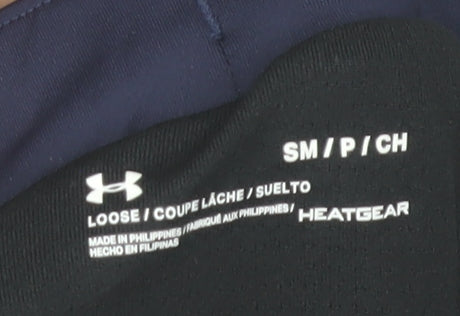 SM / P / CH
LOOSE / COUPE LÂCHE / SUELTO
MADE IN PHILIPPINES / FABRIQUÉ AUX PHILIPPINES / HEATGEAR
HECHO EN FILIPINAS